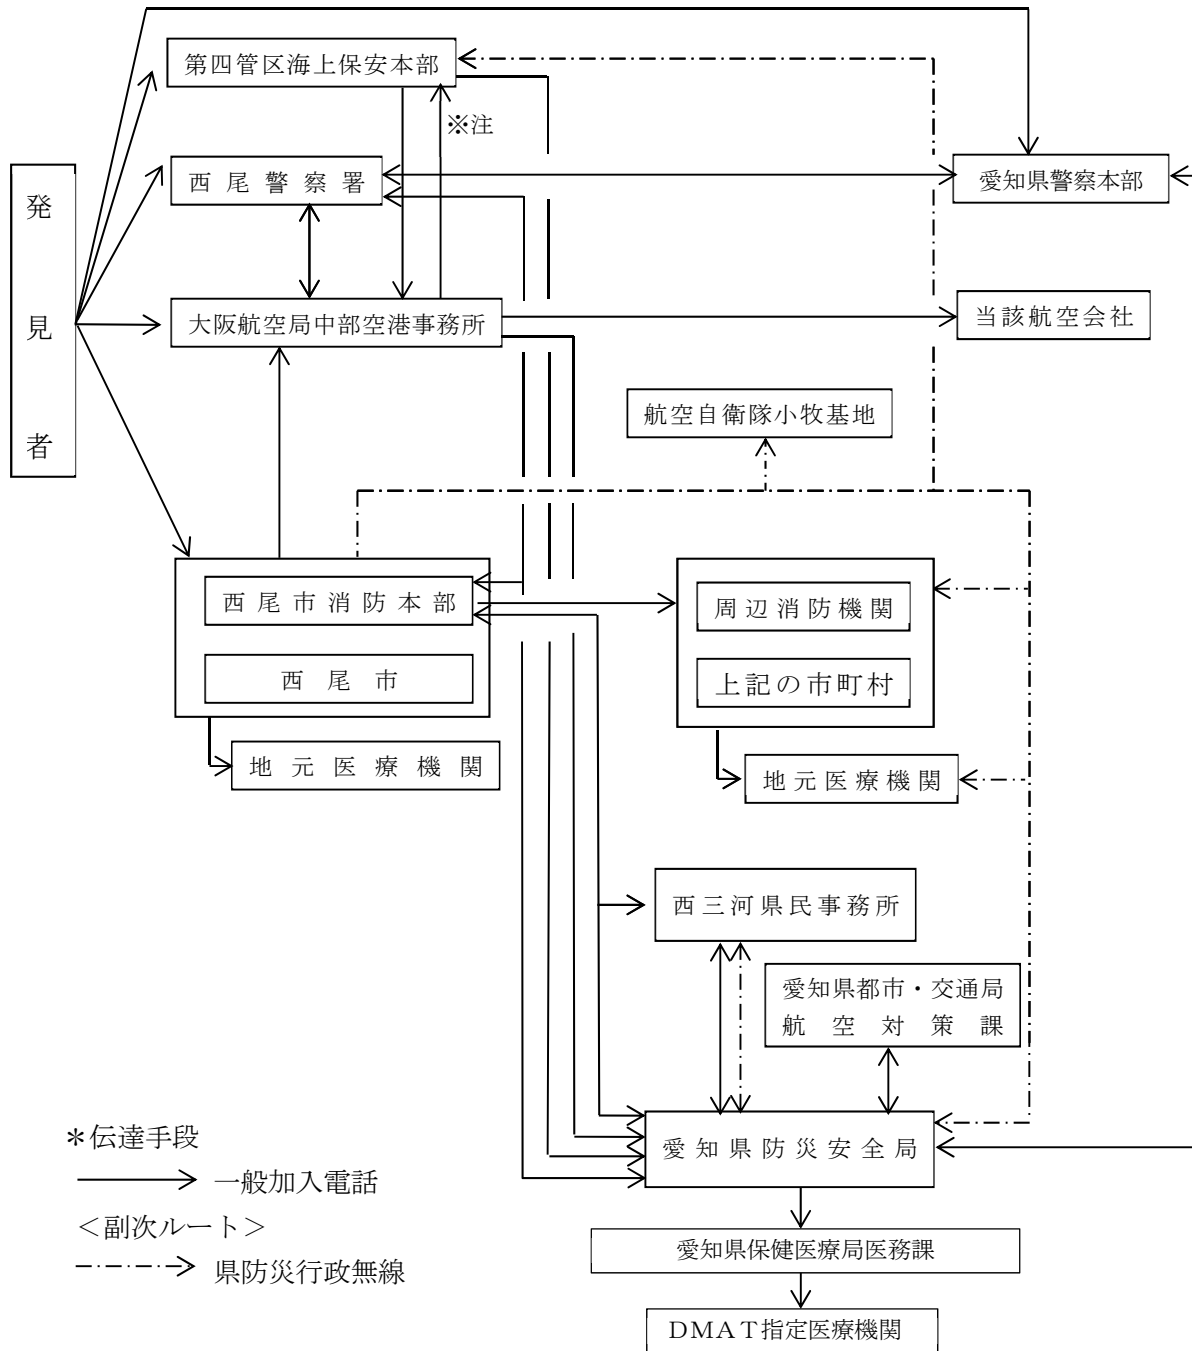 第四管区海上保安本部
※注
西尾警察署
愛知県警察本部
発見者
大阪航空局中部空港事務所
当該航空会社
航空自衛隊小牧基地
西尾市消防本部
周辺消防機関
西尾市
上記の市町村
地元医療機関
地元医療機関
西三河県民事務所
愛知県都市・交通局
航空対策課
愛知県防災安全局
＊伝達手段
一般加入電話
＜副次ルート＞
県防災行政無線
愛知県保健医療局医務課
DMAT指定医療機関